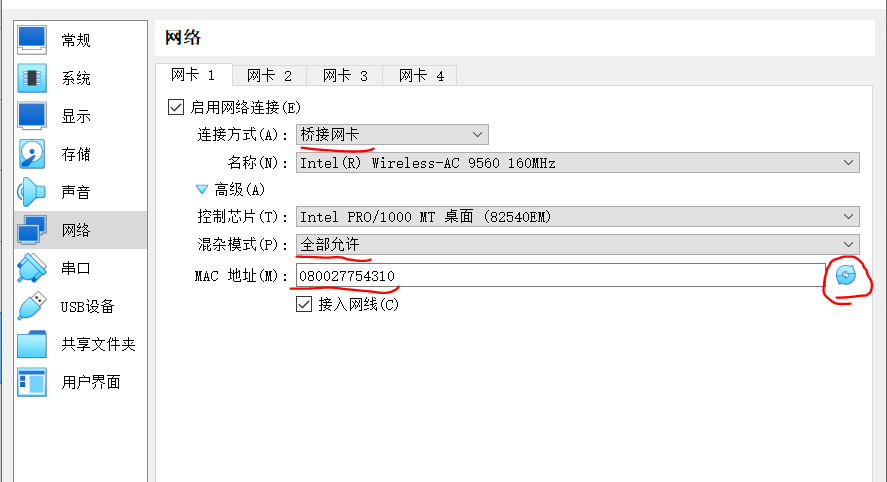 常规
系统
显示
存储
声音
网络
串口
USB设备
共享文件夹
用户界面
网络
网卡 1 网卡 2 网卡 3 网卡 4
启用网络连接(E)
连接方式(A): 桥接网卡
名称(N): Intel(R) Wireless-AC 9560 160MHz
高级(A)
控制芯片(T): Intel PRO/1000 MT 桌面 (82540EM)
混杂模式(P): 全部允许
MAC 地址(M): 080027754310
接入网线(C)